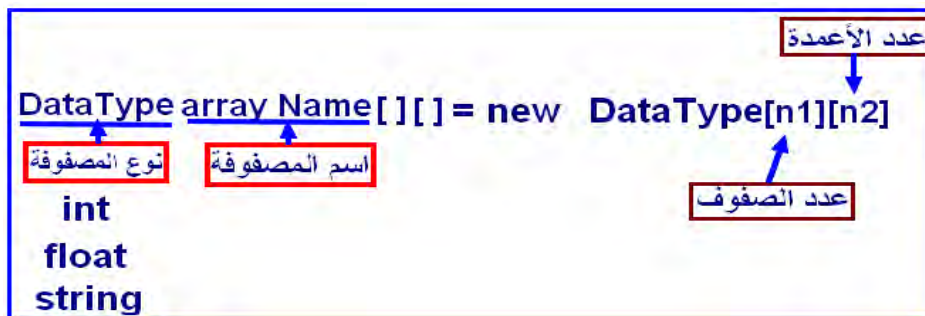 عدد الأعمدة
DataType array Name[ ][ ] = new DataType[n1][n2]
نوع المصفوفة اسم المصفوفة
عدد الصفوف
int
float
string